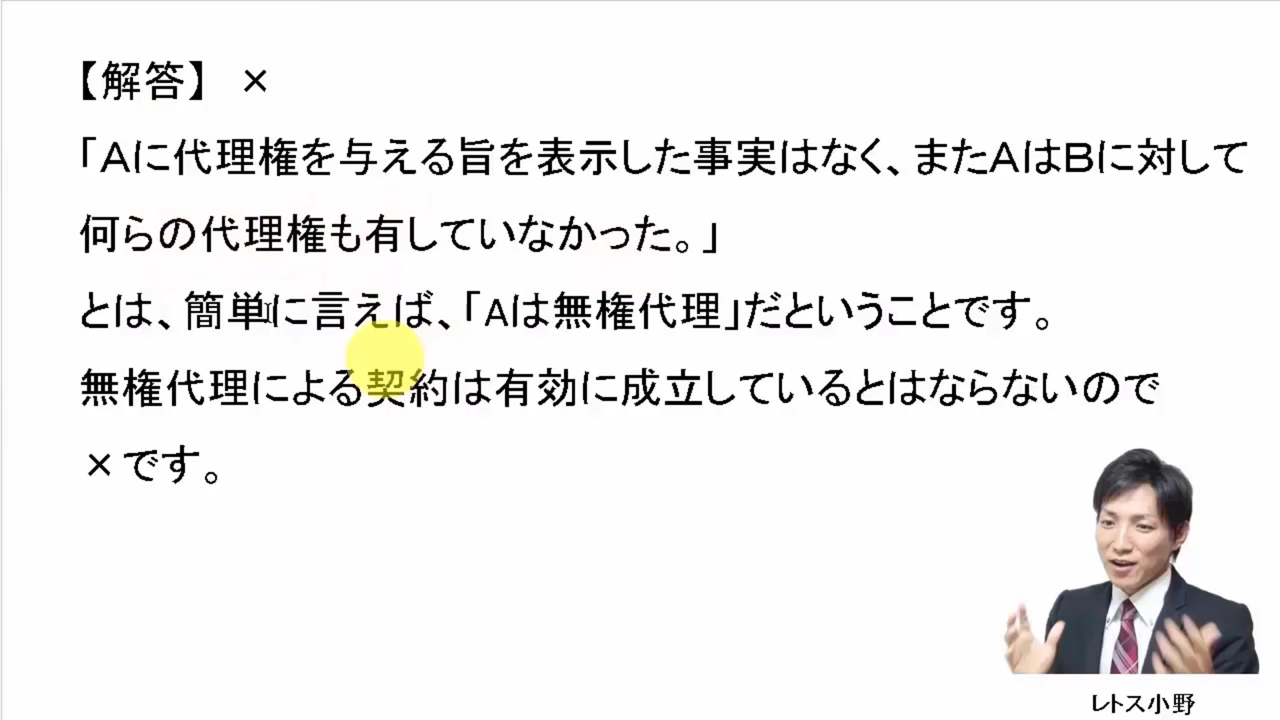 【解答】　×
「Ａに代理権を与える旨を表示した事実はなく、またＡはＢに対して
何らの代理権も有していなかった。」
とは、簡単に言えば、「Aは無権代理」だということです。
無権代理による契約は有効に成立しているとはならないので
×です。
レトス小野